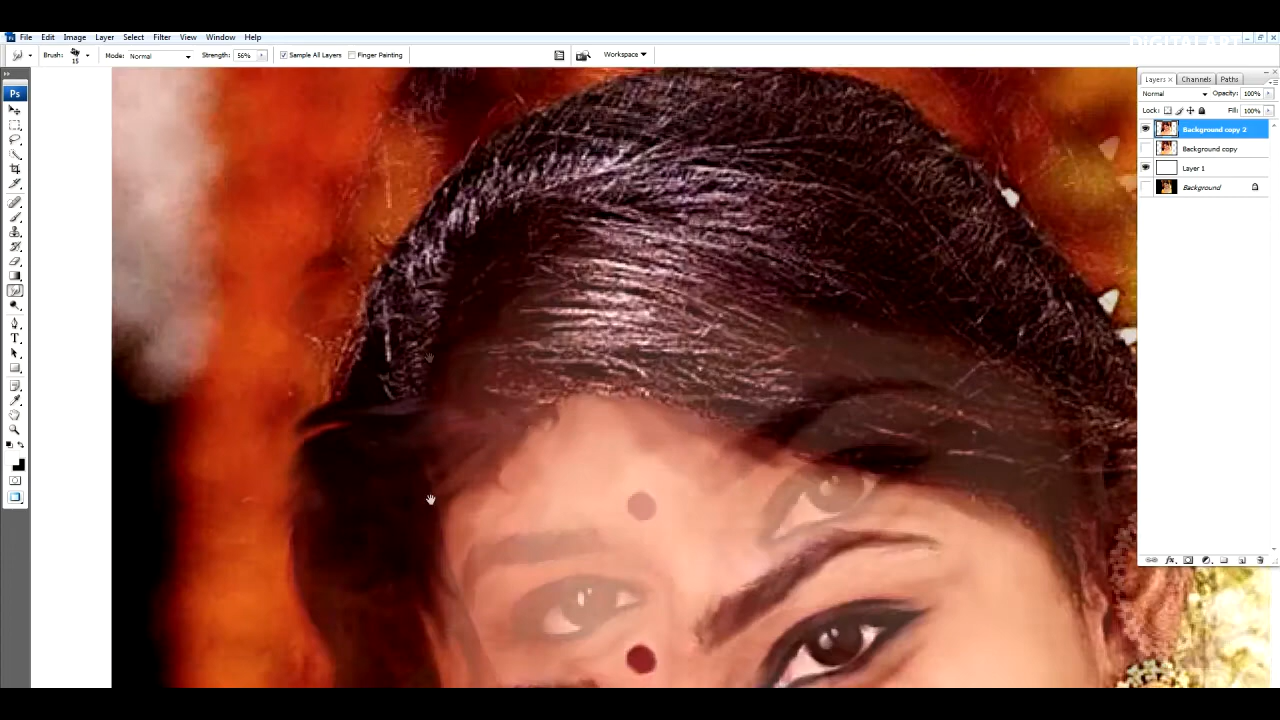 DIGITAL ART
File Edit Image Layer Select Filter View Window Help
Brush: 15 Mode: Normal Strength: 56% Sample All Layers Finger Painting Workspace
Ps
Layers Channels Paths
Normal Opacity: 100%
Lock: Fill: 100%
Background copy 2
Background copy
Layer 1
Background